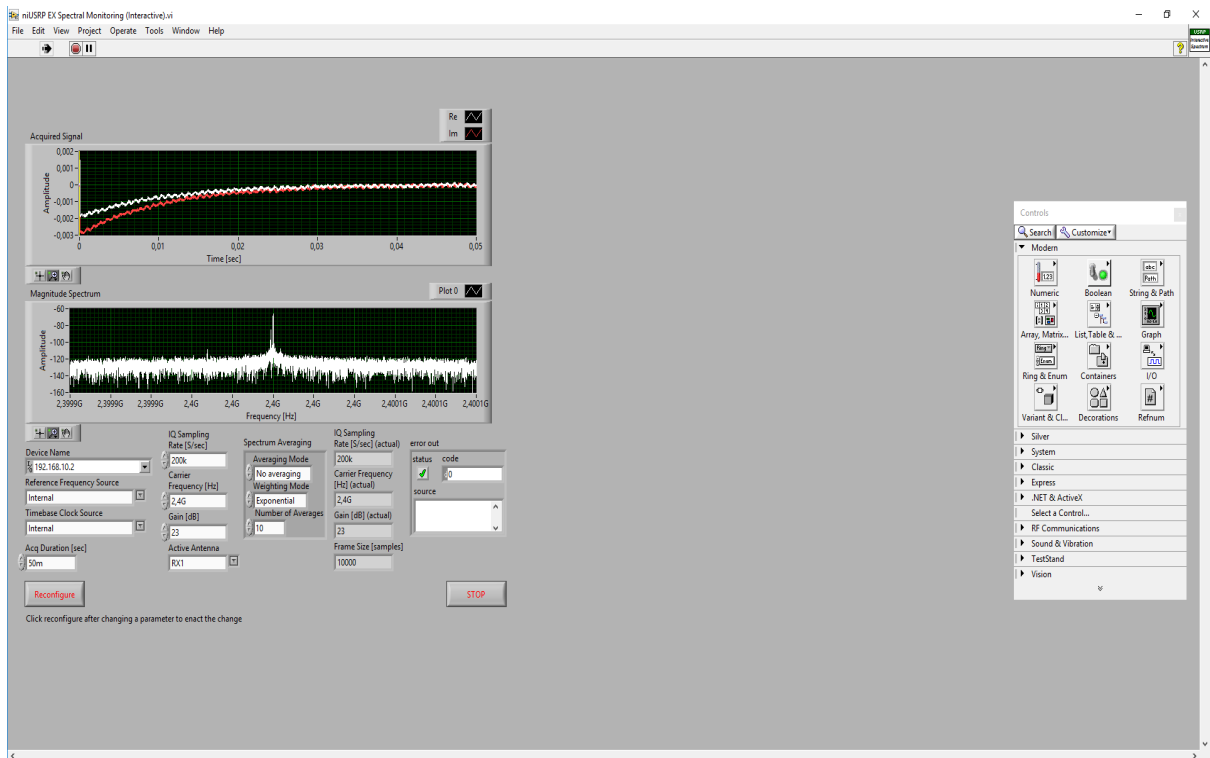 niUSRP EX Spectral Monitoring (Interactive).vi
File Edit View Project Operate Tools Window Help
USRP
Interactive
Spectrum
Re
Im
Acquired Signal
0,002
0,001
0
-0,001
-0,002
-0,003
Amplitude
0 0,01 0,02 0,03 0,04 0,05
Time [sec]
Plot 0
Magnitude Spectrum
-60
-80
-100
-120
-140
-160
Amplitude
2,3999G 2,3999G 2,3999G 2,4G 2,4G 2,4G 2,4G 2,4G 2,4001G 2,4001G 2,4001G
Frequency [Hz]
Device Name
192.168.10.2
Reference Frequency Source
Internal
Timebase Clock Source
Internal
Acq Duration [sec]
50m
IQ Sampling
Rate [S/sec]
200k
Carrier
Frequency [Hz]
2,4G
Gain [dB]
23
Active Antenna
RX1
Spectrum Averaging
Averaging Mode
No averaging
Weighting Mode
Exponential
Number of Averages
10
IQ Sampling
Rate [S/sec] (actual)
200k
Carrier Frequency
[Hz] (actual)
2,4G
Gain [dB] (actual)
23
Frame Size [samples]
10000
error out
status code
0
source
Reconfigure
STOP
Click reconfigure after changing a parameter to enact the change
Controls
Search Customize
Modern
1.23
abc
Path
Numeric Boolean String & Path
Array, Matrix... List, Table & ... Graph
Ring
Enum
Ring & Enum Containers I/O
Variant & Cl... Decorations Refnum
Silver
System
Classic
Express
.NET & ActiveX
Select a Control...
RF Communications
Sound & Vibration
TestStand
Vision